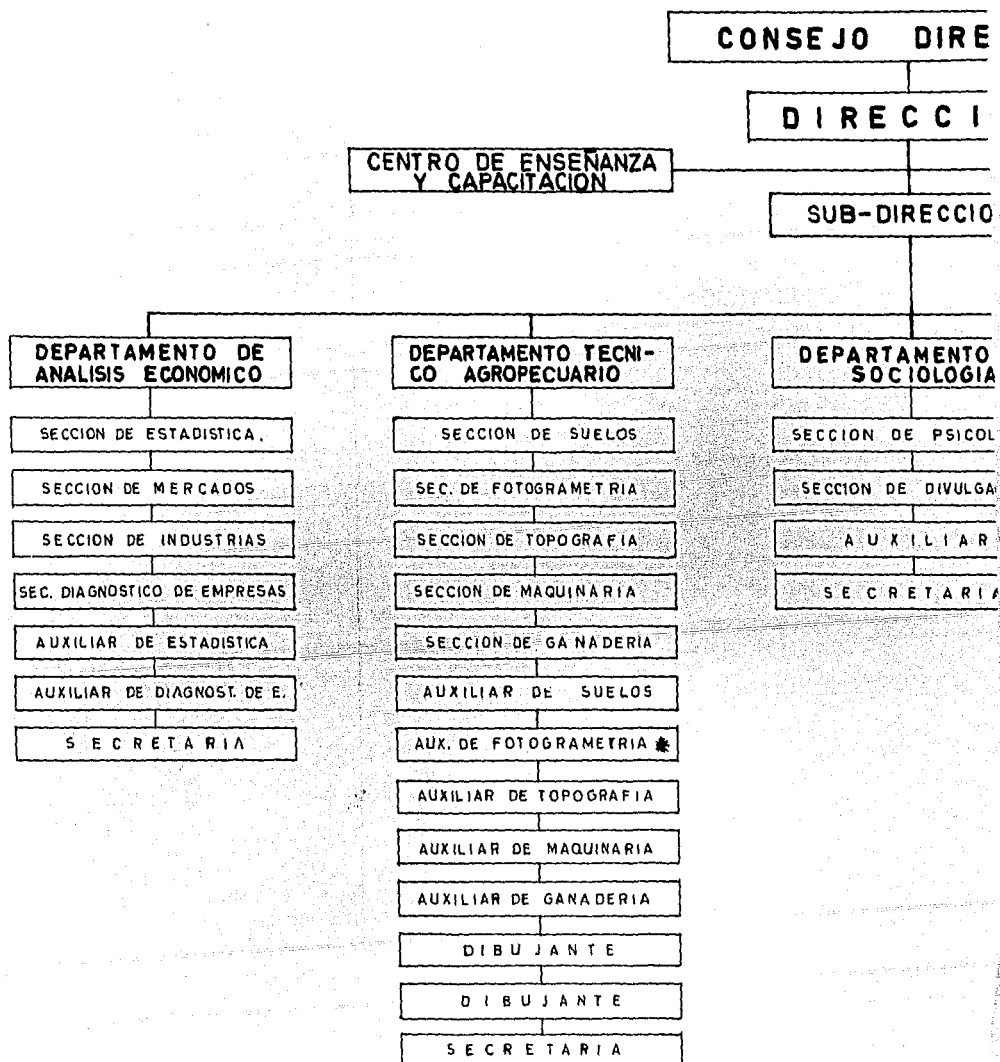 CONSEJO DIRE
DIRECCI
CENTRO DE ENSEÑANZA
Y CAPACITACION
SUB-DIRECCIO
DEPARTAMENTO DE
ANALISIS ECONOMICO
SECCION DE ESTADISTICA.
SECCION DE MERCADOS
SECCION DE INDUSTRIAS
SEC. DIAGNOSTICO DE EMPRESAS
AUXILIAR DE ESTADISTICA
AUXILIAR DE DIAGNOST. DE E.
SECRETARIA
DEPARTAMENTO TECNI-
CO AGROPECUARIO
SECCION DE SUELOS
SEC. DE FOTOGRAMETRIA
SECCION DE TOPOGRAFIA
SECCION DE MAQUINARIA
SECCION DE GANADERIA
AUXILIAR DE SUELOS
AUX. DE FOTOGRAMETRIA *
AUXILIAR DE TOPOGRAFIA
AUXILIAR DE MAQUINARIA
AUXILIAR DE GANADERIA
DIBUJANTE
DIBUJANTE
SECRETARIA
DEPARTAMENTO
SOCIOLOGIA
SECCION DE PSICOL
SECCION DE DIVULGA
AUXILIAR
SECRETARIA